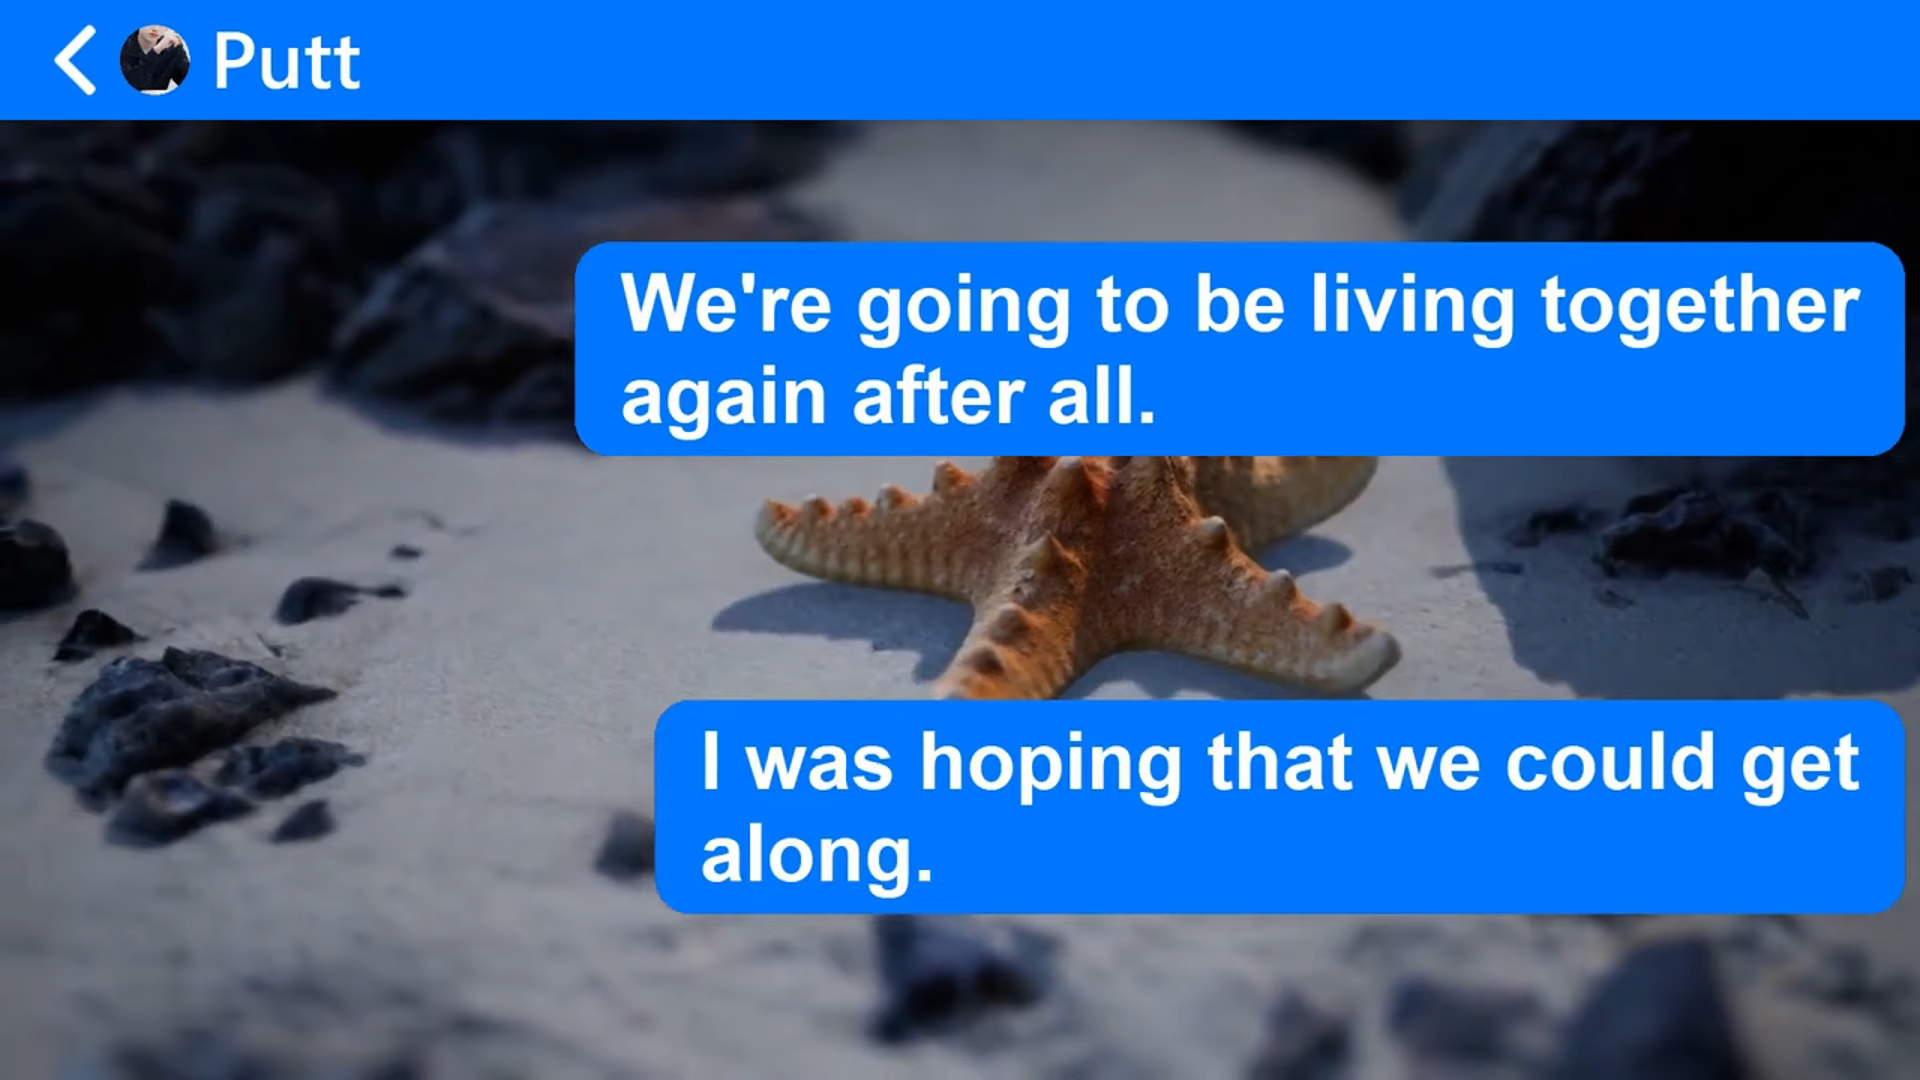 Putt
We're going to be living together
again after all.
I was hoping that we could get
along.